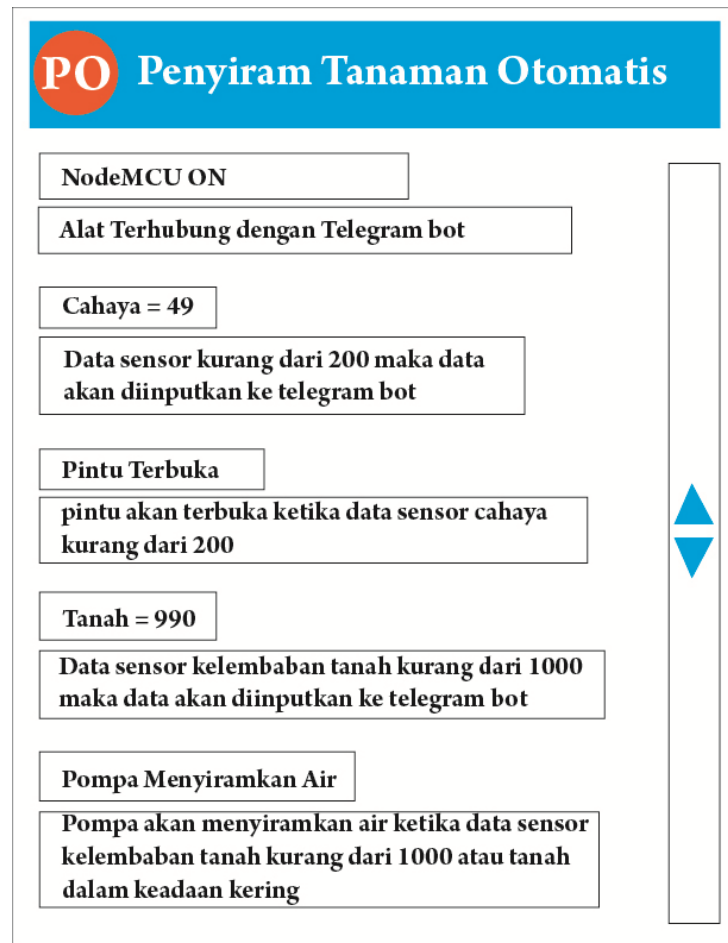 PO Penyiram Tanaman Otomatis
NodeMCU ON
Alat Terhubung dengan Telegram bot
Cahaya = 49
Data sensor kurang dari 200 maka data
akan diinputkan ke telegram bot
Pintu Terbuka
pintu akan terbuka ketika data sensor cahaya
kurang dari 200
Tanah = 990
Data sensor kelembaban tanah kurang dari 1000
maka data akan diinputkan ke telegram bot
Pompa Menyiramkan Air
Pompa akan menyiramkan air ketika data sensor
kelembaban tanah kurang dari 1000 atau tanah
dalam keadaan kering